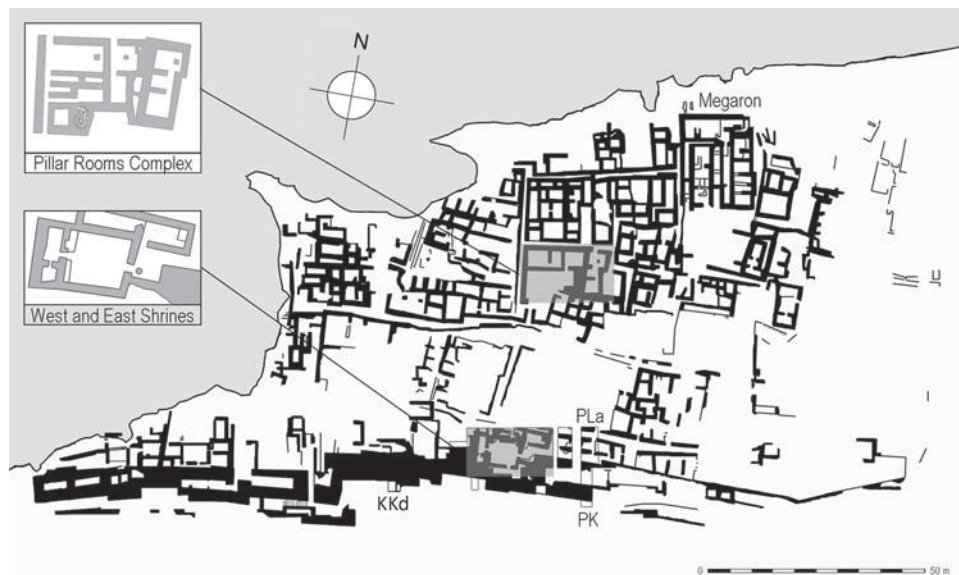 N
Megaron
Pillar Rooms Complex
West and East Shrines
PLa
KKd
PK
0
50 m